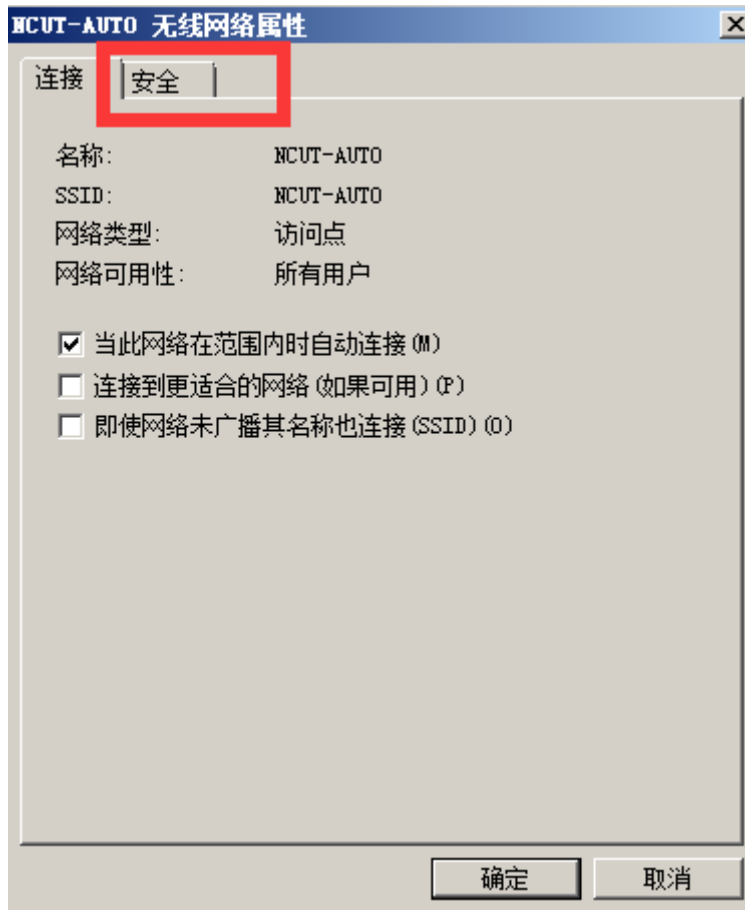 NCUT-AUTO 无线网络属性
连接 安全
名称: NCUT-AUTO
SSID: NCUT-AUTO
网络类型: 访问点
网络可用性: 所有用户
当此网络在范围内时自动连接(M)
连接到更适合的网络(如果可用)(P)
即使网络未广播其名称也连接(SSID)(O)
确定 取消